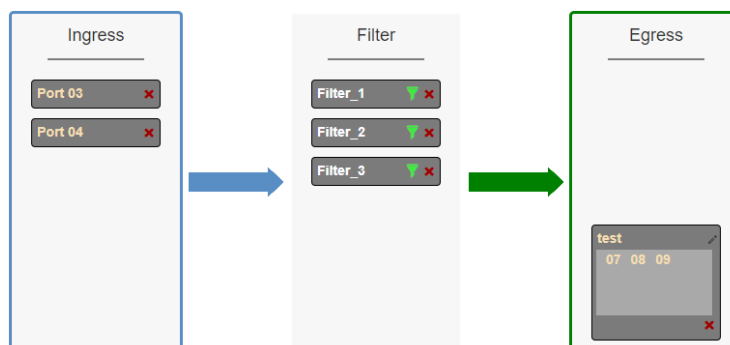 Ingress
Port 03
Port 04
Filter
Filter_1
Filter_2
Filter_3
Egress
test
07 08 09